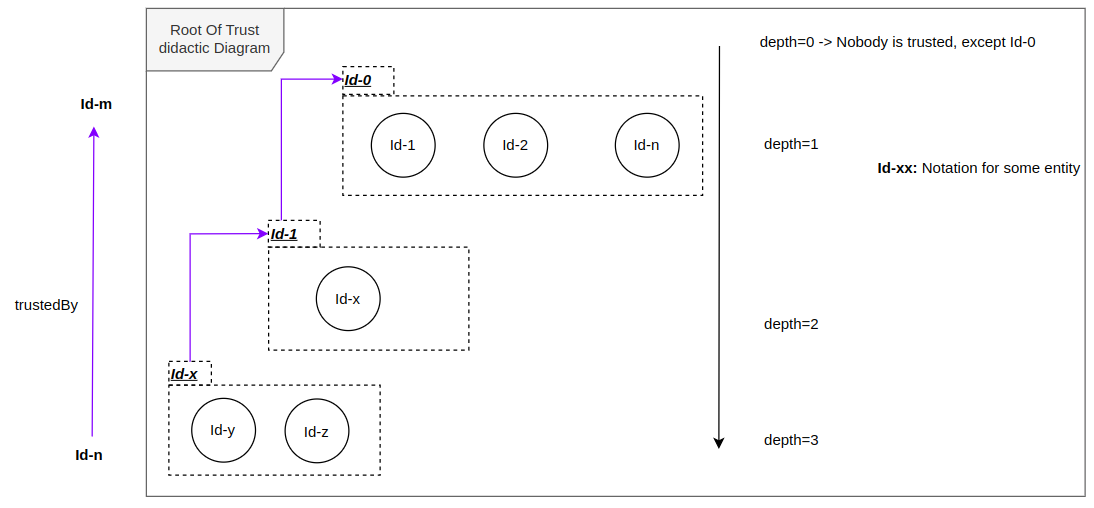 Root Of Trust
didactic Diagram
depth=0 -> Nobody is trusted, except Id-0
Id-0
Id-m
Id-1
Id-2
Id-n
depth=1
Id-xx: Notation for some entity
Id-1
Id-x
trustedBy
depth=2
Id-x
Id-y
Id-z
depth=3
Id-n